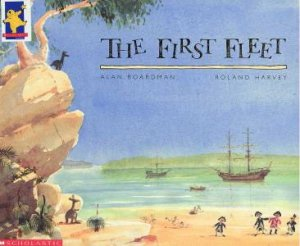 THE FIRST FLEET
ALAN BOARDMAN ROLAND HARVEY
SCHOLASTIC